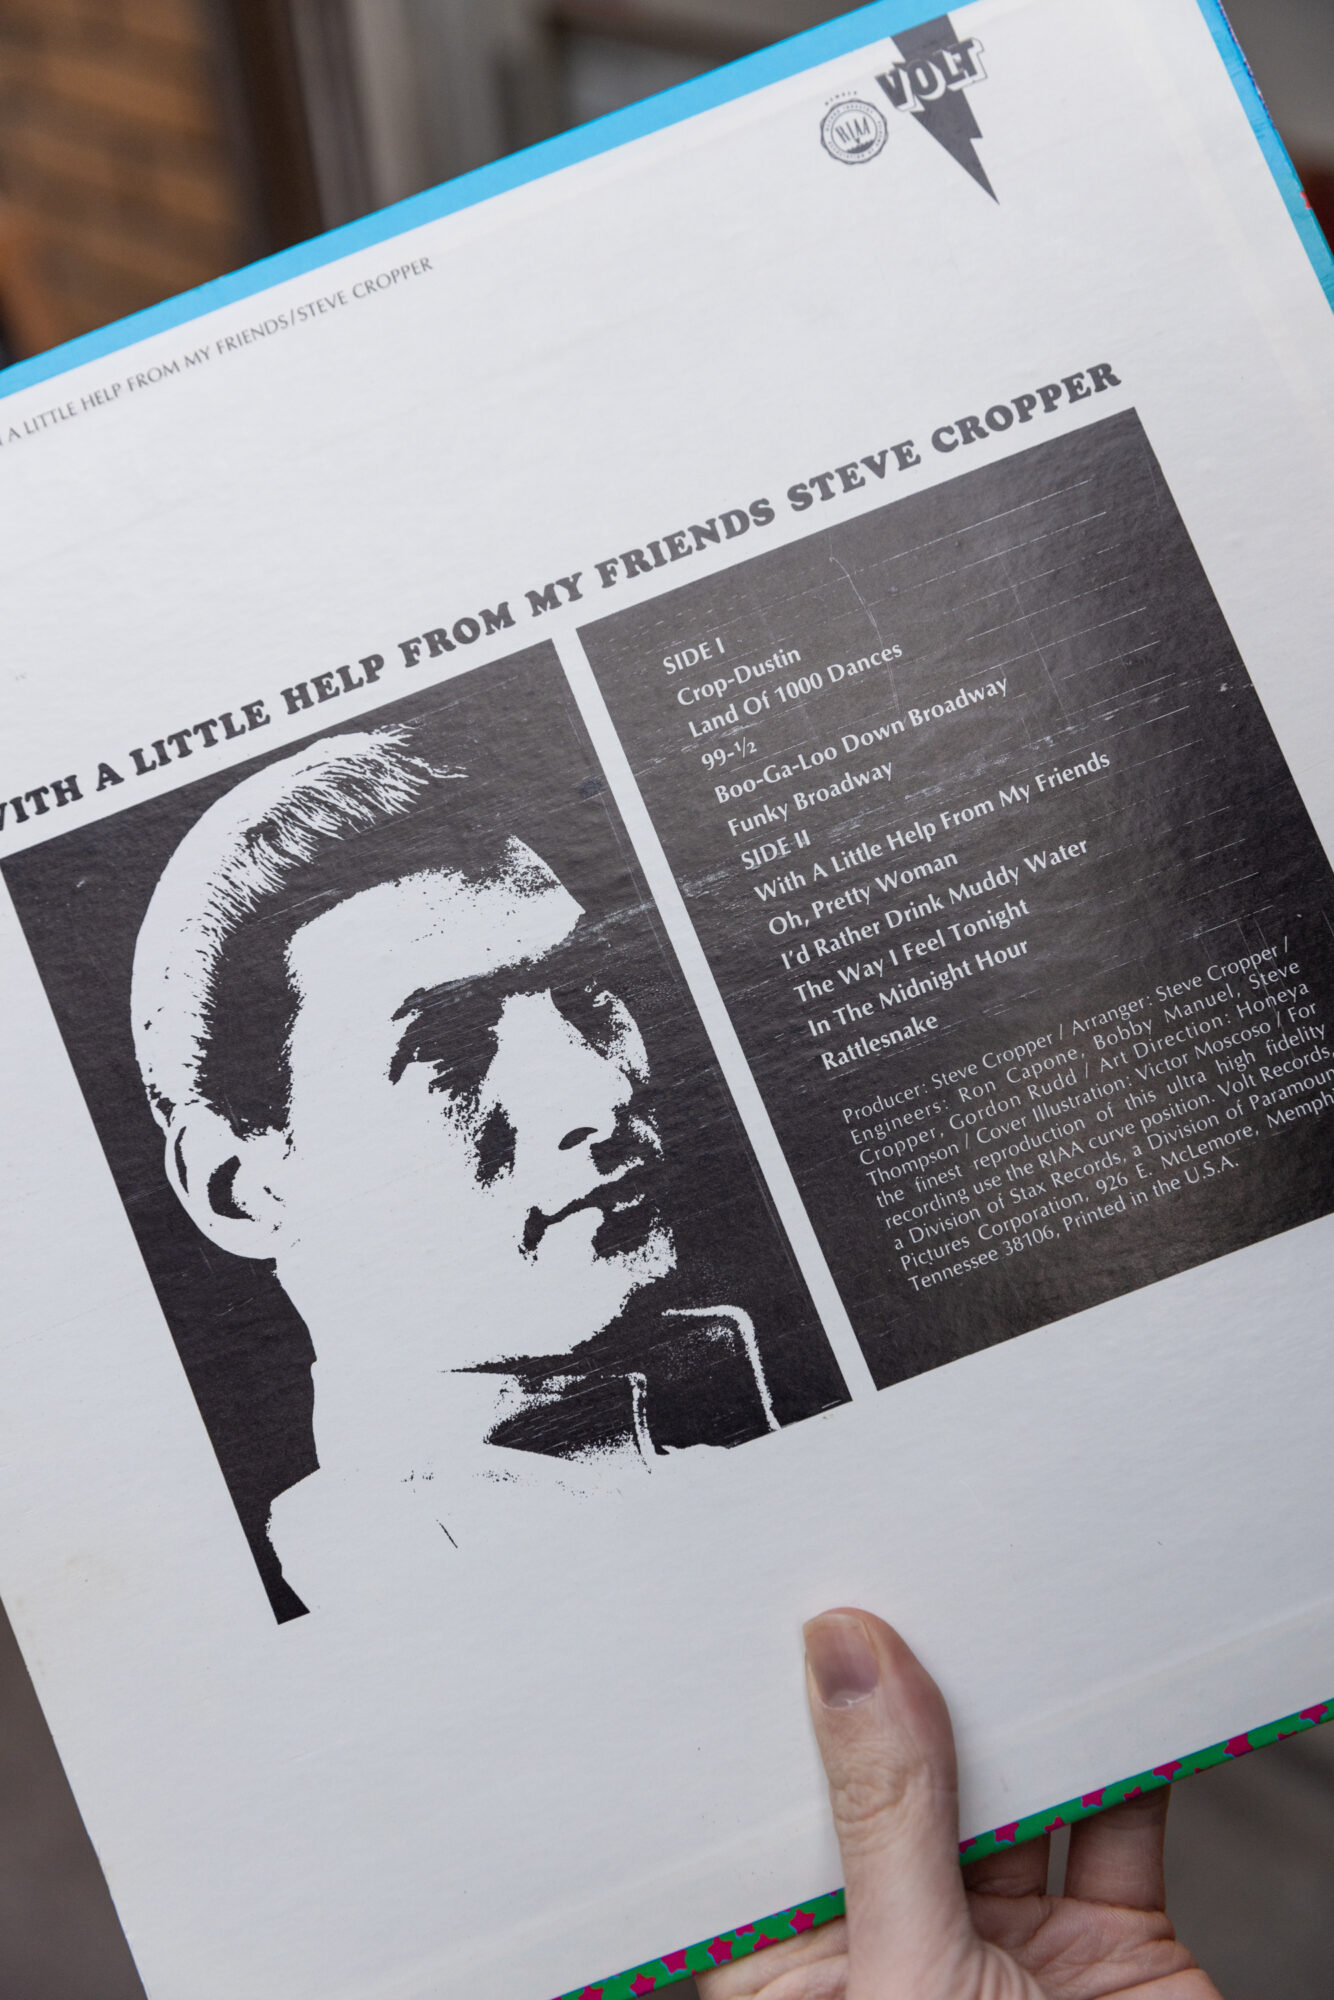 VOLT
MEMBER
RIAA
A LITTLE HELP FROM MY FRIENDS/STEVE CROPPER
WITH A LITTLE HELP FROM MY FRIENDS STEVE CROPPER
SIDE I
Crop-Dustin
Land Of 1000 Dances
99-½
Boo-Ga-Loo Down Broadway
Funky Broadway
SIDE II
With A Little Help From My Friends
Oh, Pretty Woman
I'd Rather Drink Muddy Water
The Way I Feel Tonight
In The Midnight Hour
Rattlesnake
Producer: Steve Cropper / Arranger: Steve Cropper /
Engineers: Ron Capone, Bobby Manuel, Steve
Cropper, Gordon Rudd / Art Direction: Honeya
Thompson / Cover Illustration: Victor Moscoso / For
the finest reproduction of this ultra high fidelity
recording use the RIAA curve position. Volt Records,
a Division of Stax Records, a Division of Paramoun
Pictures Corporation, 926 E. McLemore, Memph
Tennessee 38106, Printed in the U.S.A.